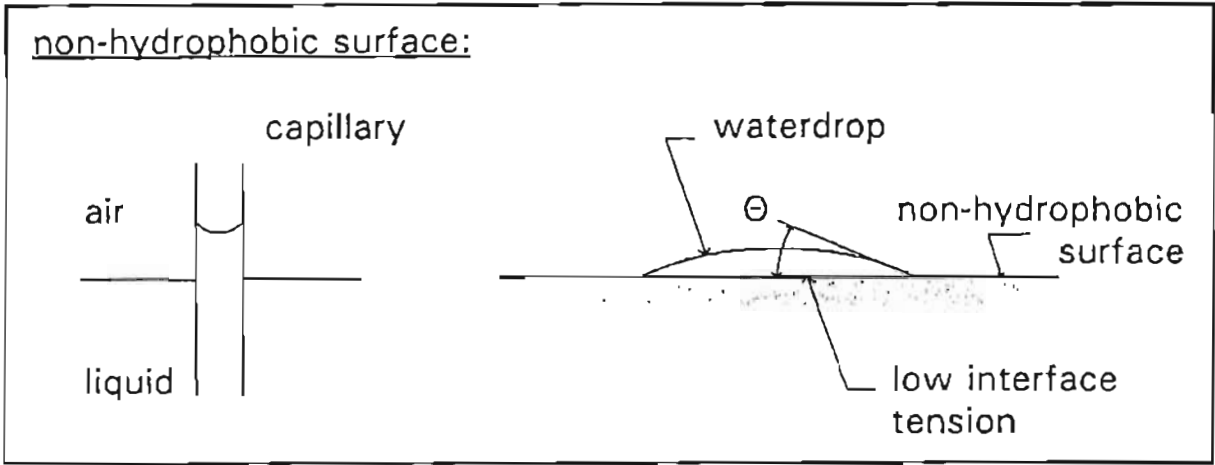 non-hydrophobic surface:
capillary
air
liquid
waterdrop
Θ
non-hydrophobic
surface
low interface
tension